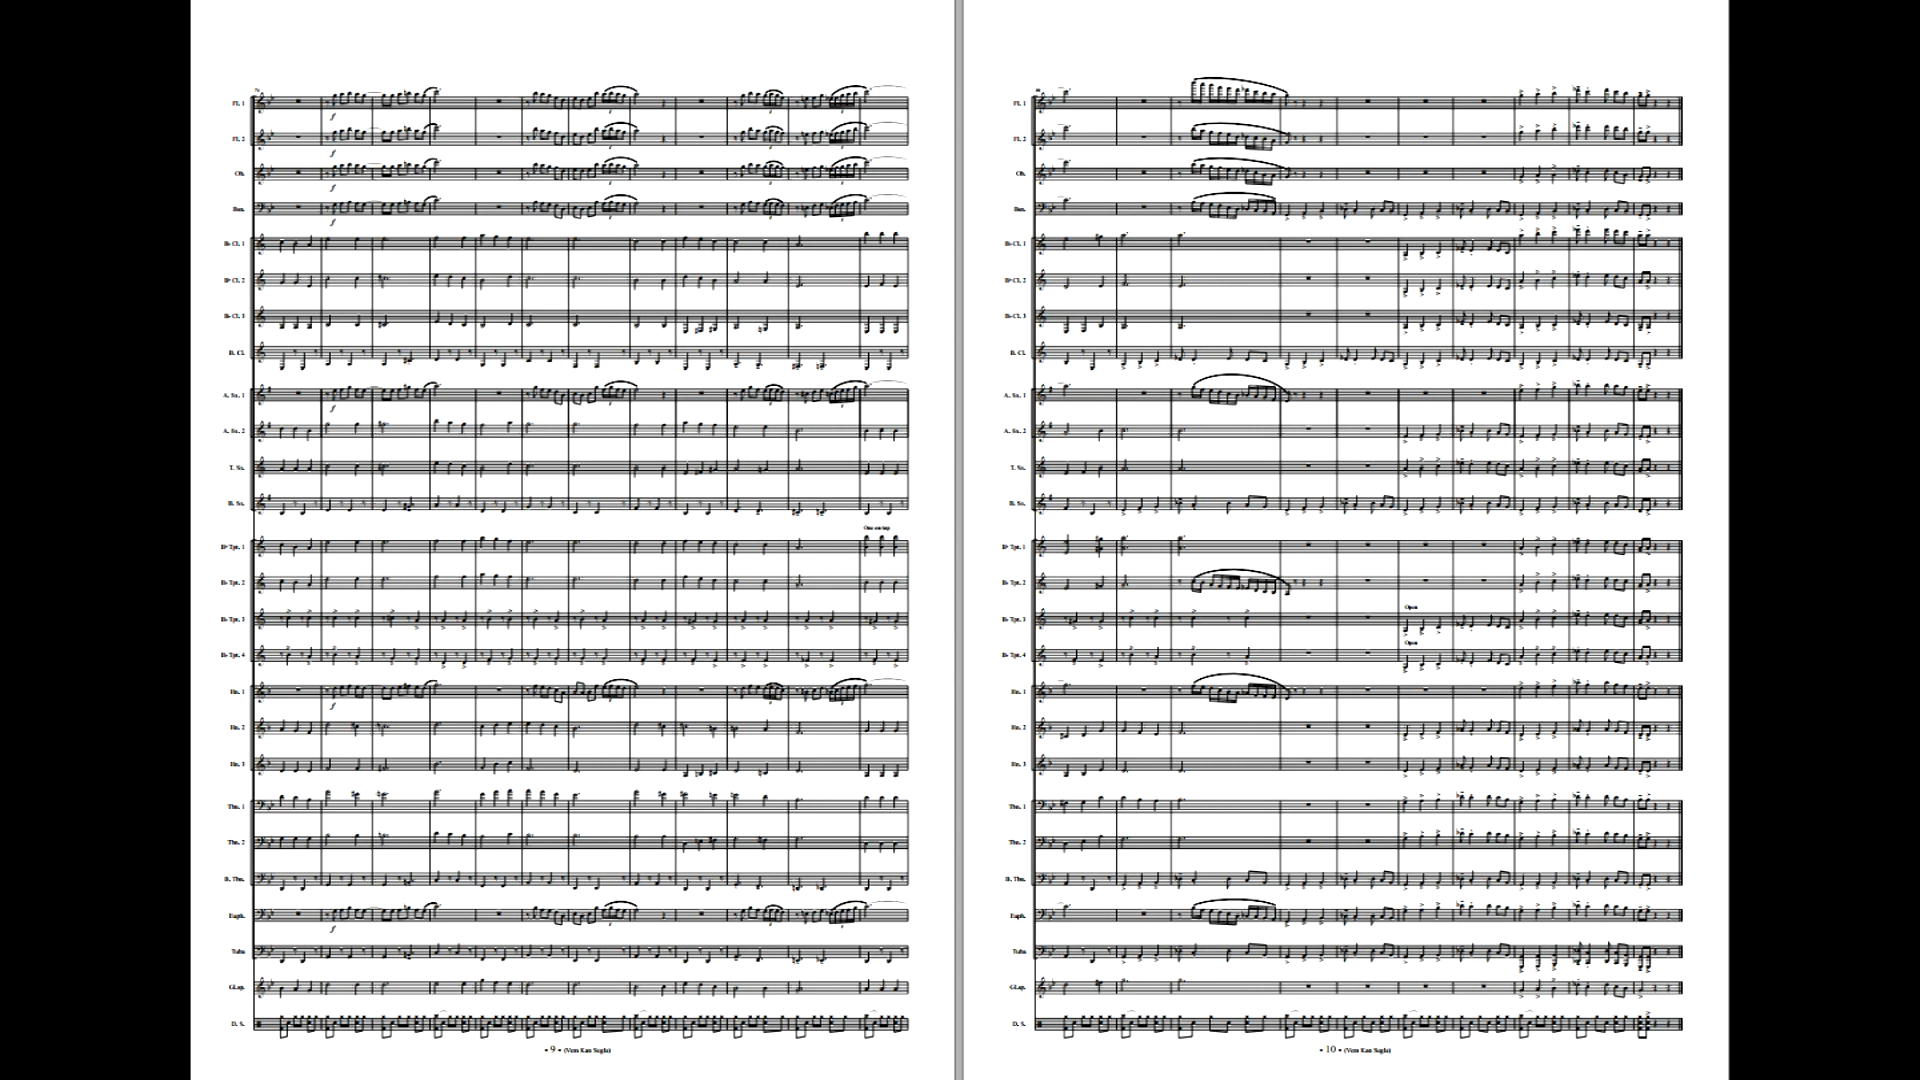 Fl. 1
Fl. 2
Ob.
Bsn.
B♭ Cl. 1
B♭ Cl. 2
B♭ Cl. 3
B. Cl.
A. Sx. 1
A. Sx. 2
T. Sx.
B. Sx.
One on top
B♭ Tpt. 1
B♭ Tpt. 2
B♭ Tpt. 3
B♭ Tpt. 4
Hn. 1
Hn. 2
Hn. 3
Tbn. 1
Tbn. 2
B. Tbn.
Euph.
Tuba
D. S.
• 9 • (Vem Kan Segla)
Fl. 1
Fl. 2
Ob.
Bsn.
B♭ Cl. 1
B♭ Cl. 2
B♭ Cl. 3
B. Cl.
A. Sx. 1
A. Sx. 2
T. Sx.
B. Sx.
B♭ Tpt. 1
B♭ Tpt. 2
Open
B♭ Tpt. 3
Open
B♭ Tpt. 4
Hn. 1
Hn. 2
Hn. 3
Tbn. 1
Tbn. 2
B. Tbn.
Euph.
Tuba
D. S.
• 10 • (Vem Kan Segla)